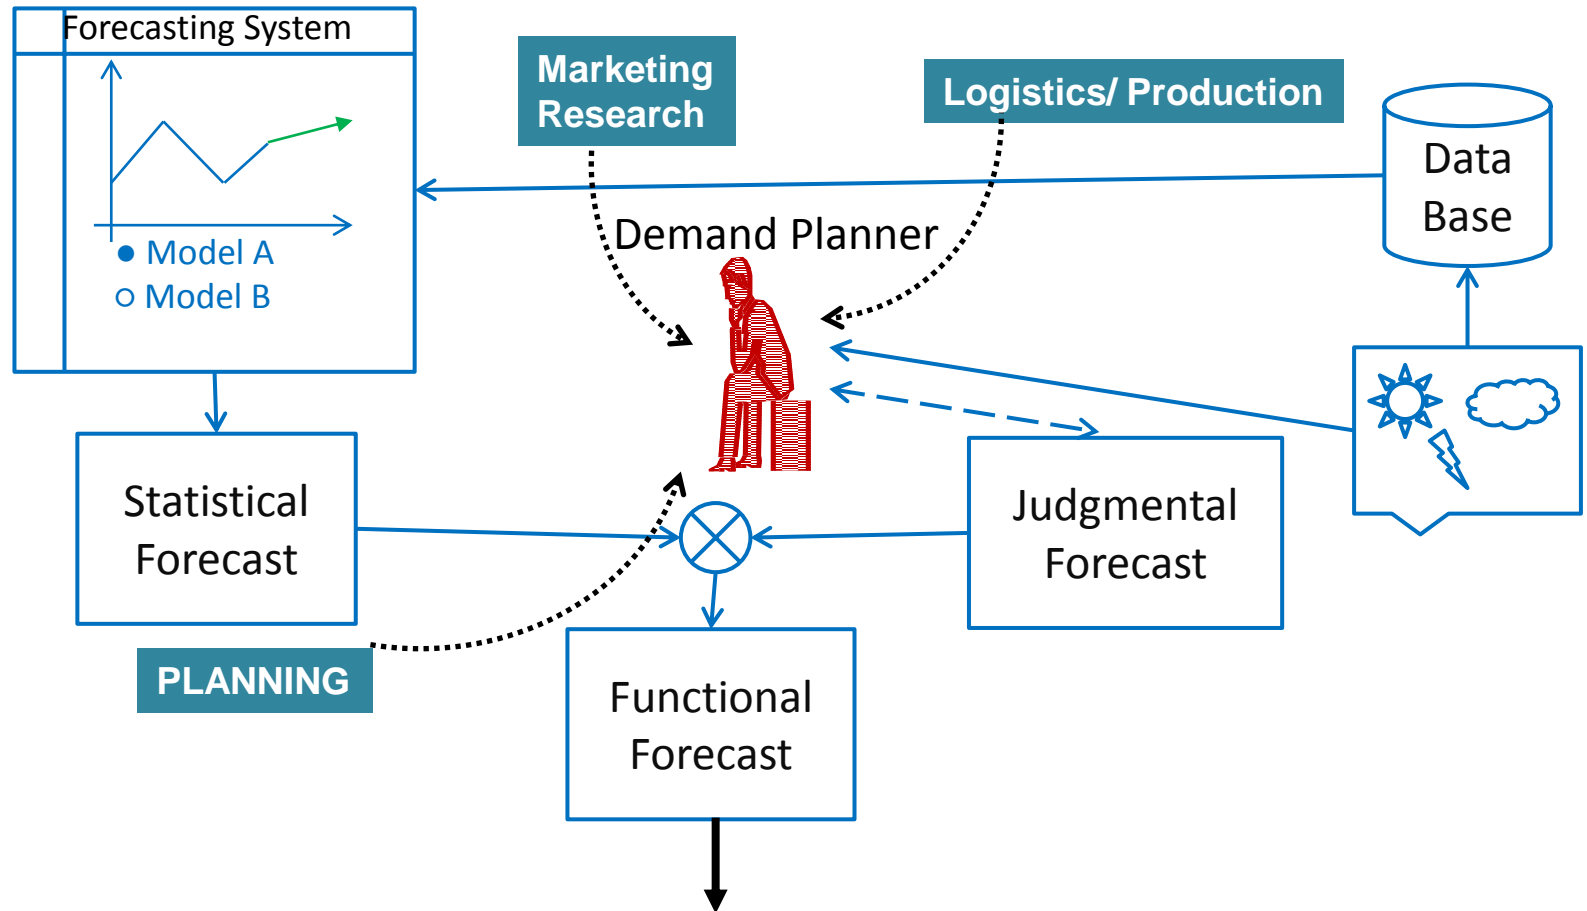 Forecasting System
Marketing
Research
Logistics/ Production
Data
Base
Demand Planner
Model A
Model B
Statistical
Forecast
Judgmental
Forecast
PLANNING
Functional
Forecast